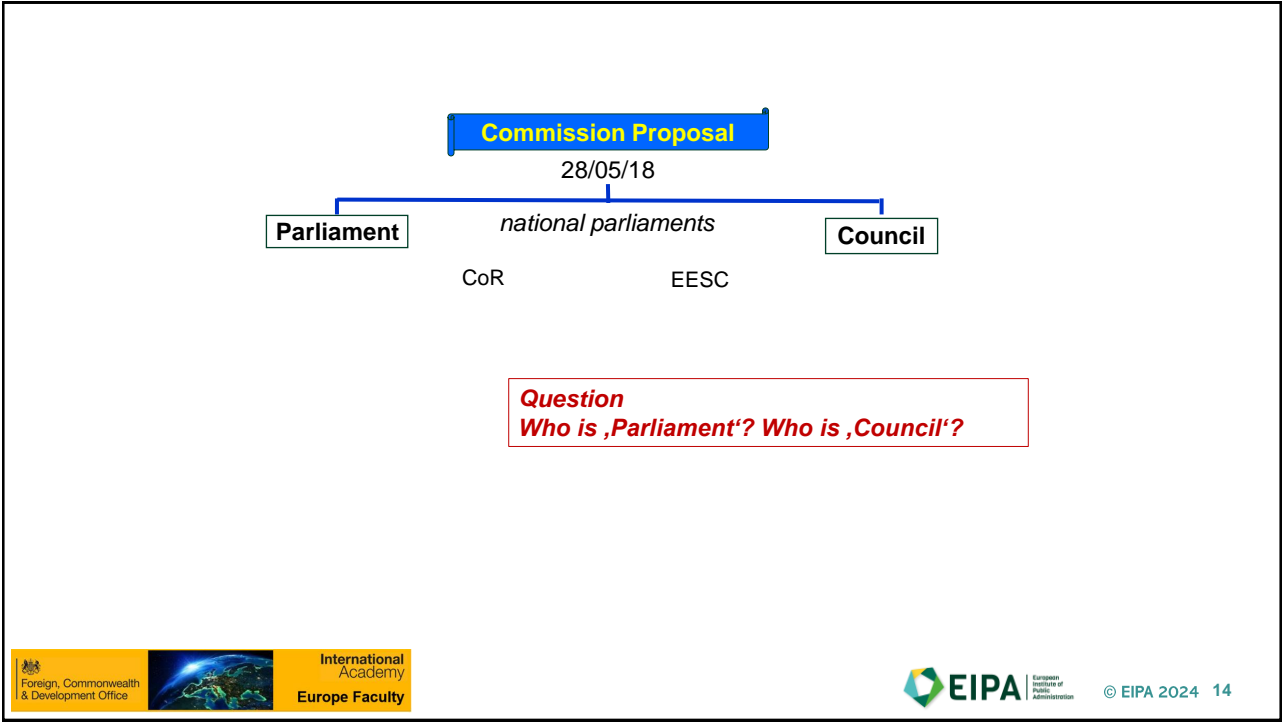 Commission Proposal
28/05/18
Parliament
national parliaments
Council
CoR
EESC
Question
Who is ‚Parliament‘? Who is ‚Council‘?
Foreign, Commonwealth
& Development Office
International
Academy
Europe Faculty
EIPA
European
Institute of
Public
Administration
© EIPA 2024 14